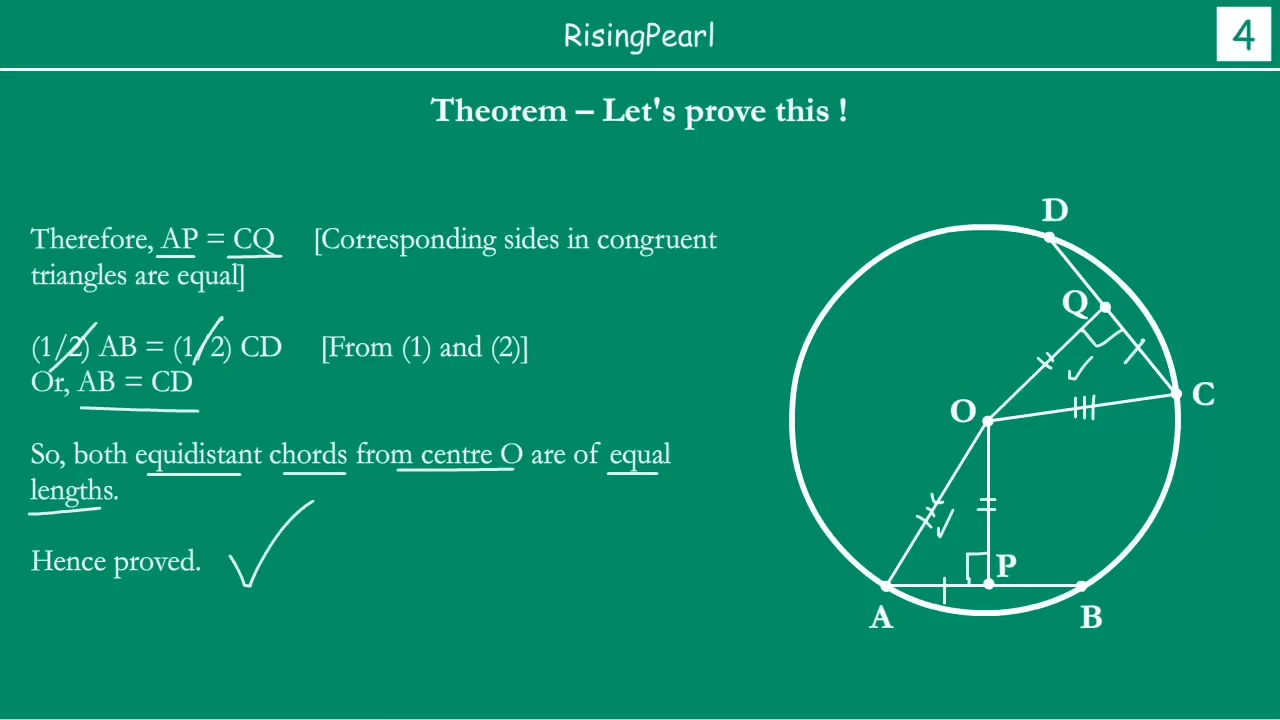 RisingPearl
4
Theorem – Let's prove this !
Therefore, AP = CQ [Corresponding sides in congruent
triangles are equal]
(1/2) AB = (1/2) CD [From (1) and (2)]
Or, AB = CD
So, both equidistant chords from centre O are of equal
lengths.
Hence proved.
D
Q
C
O
P
A
B